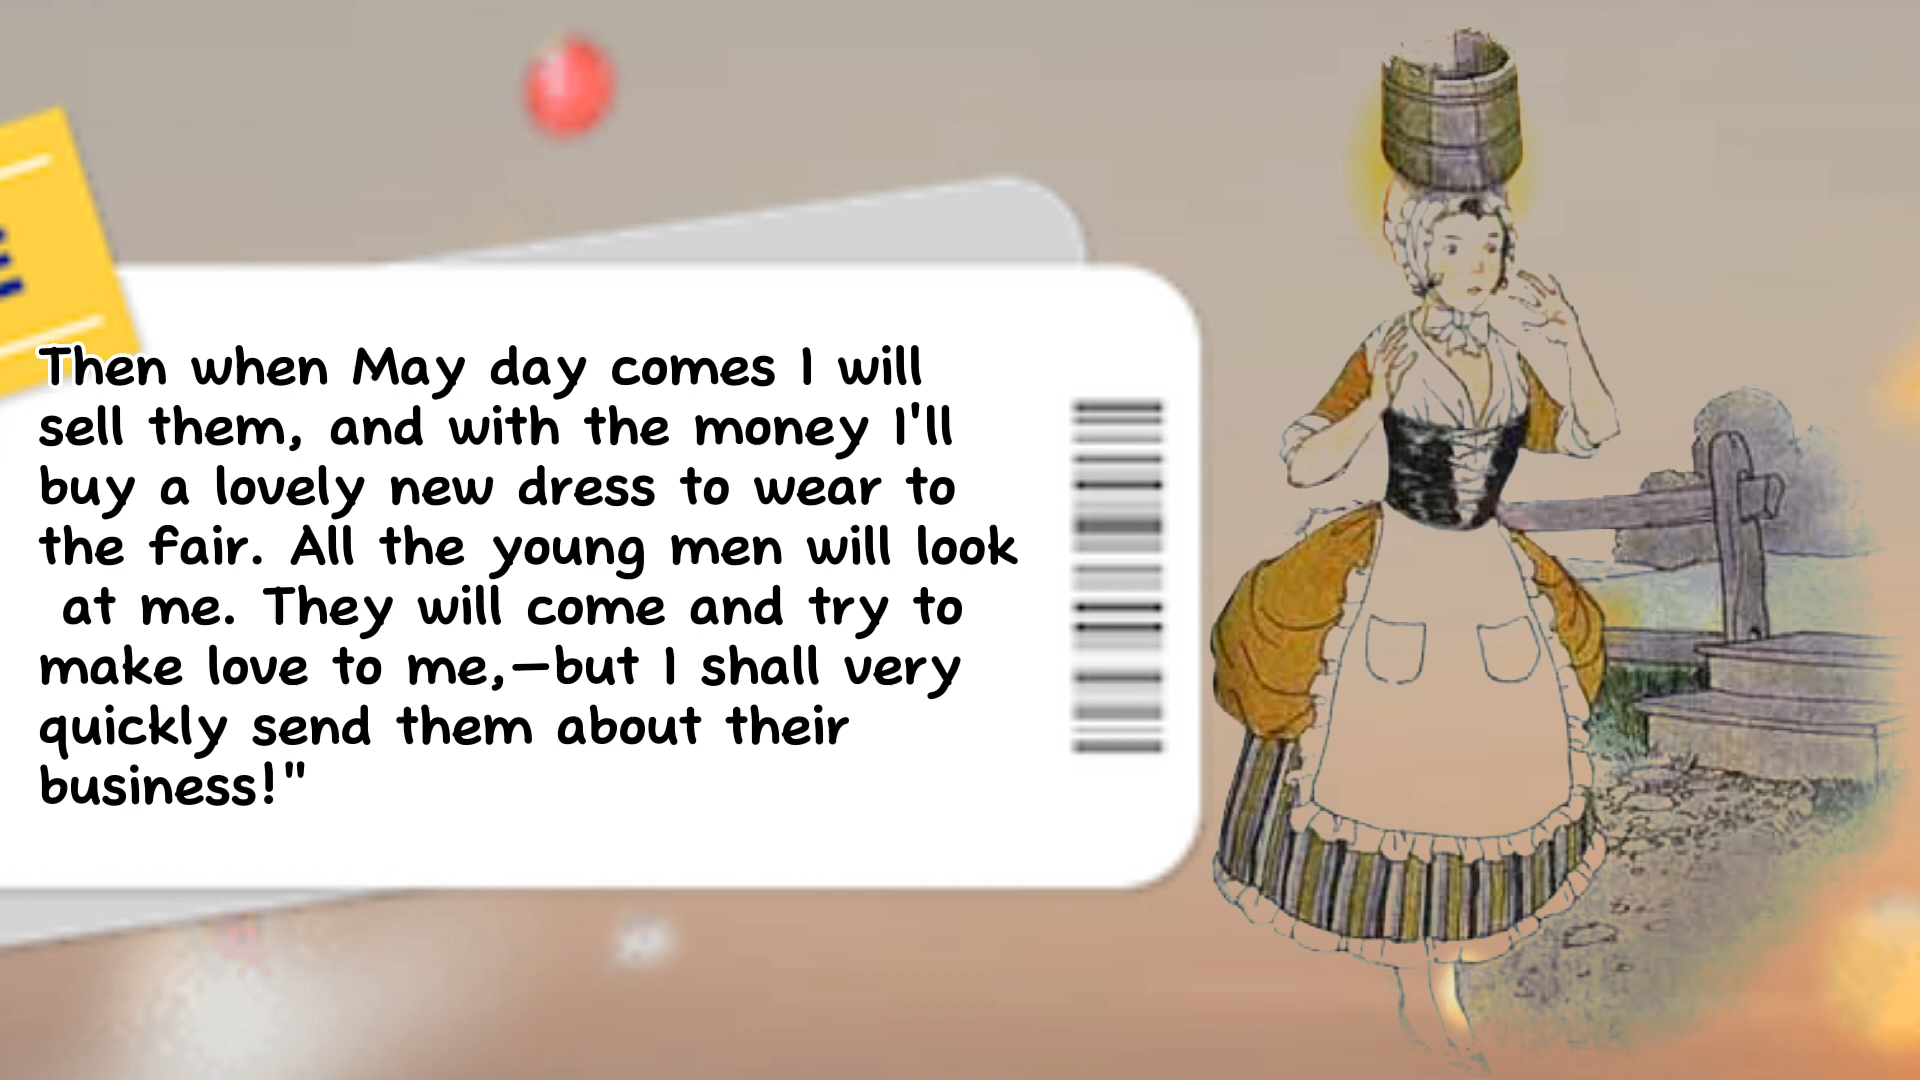 Then when May day comes I will
sell them, and with the money I'll
buy a lovely new dress to wear to
the fair. All the young men will look
at me. They will come and try to
make love to me,—but I shall very
quickly send them about their
business!"